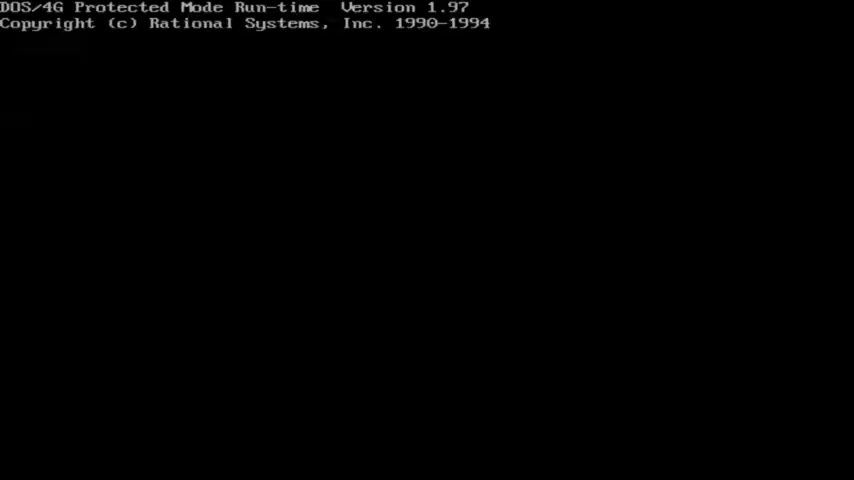 DOS/4G Protected Mode Run-time  Version 1.97
Copyright (c) Rational Systems, Inc. 1990-1994